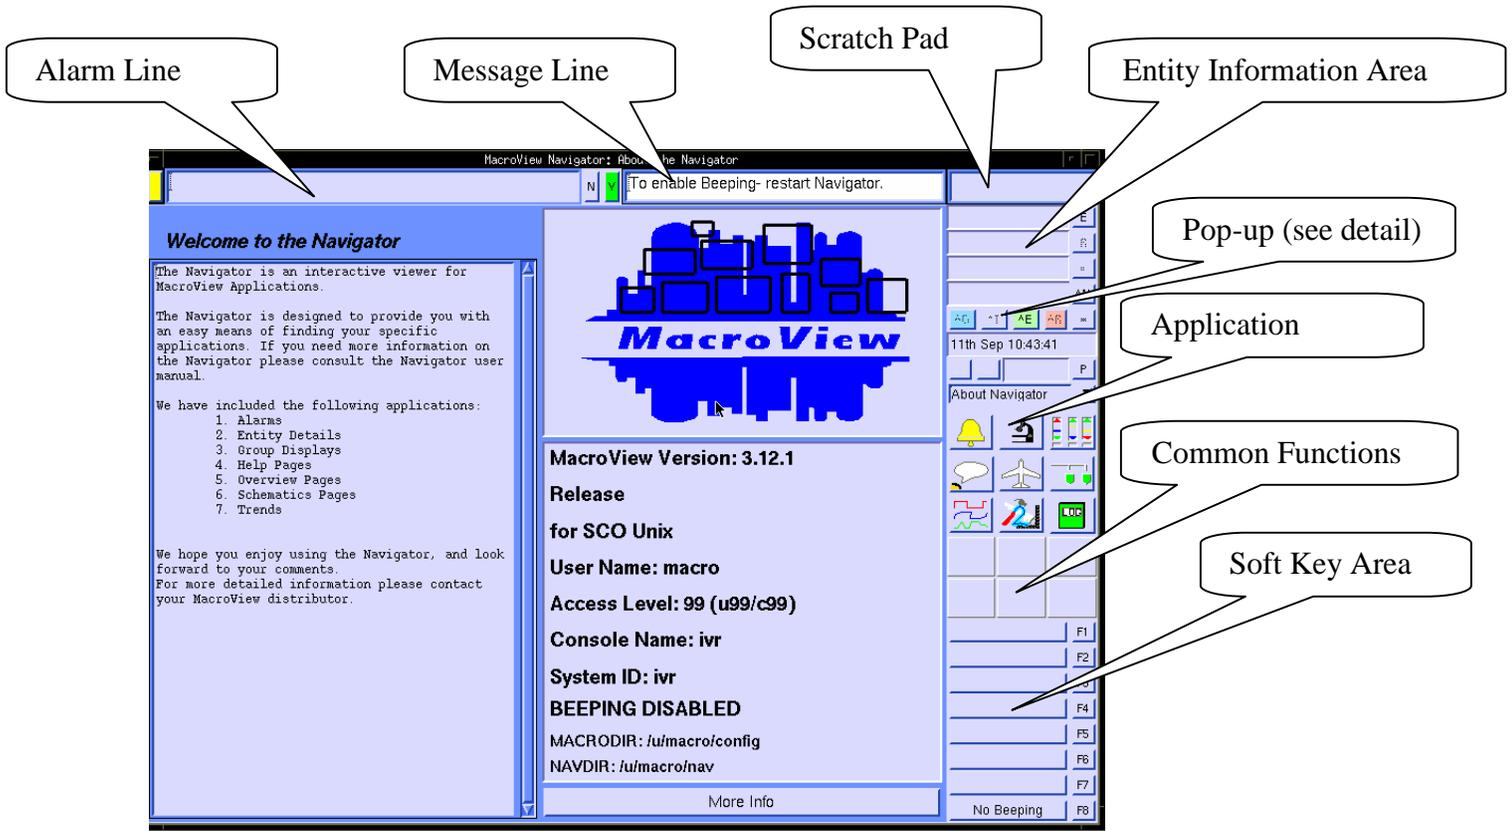 Alarm Line
Message Line
Scratch Pad
Entity Information Area
MacroView Navigator: Abou the Navigator
N
Y
To enable Beeping- restart Navigator.
Pop-up (see detail)
Application
Common Functions
Soft Key Area
Welcome to the Navigator
The Navigator is an interactive viewer for
MacroView Applications.
The Navigator is designed to provide you with
an easy means of finding your specific
applications. If you need more information on
the Navigator please consult the Navigator user
manual.
We have included the following applications:
1. Alarms
2. Entity Details
3. Group Displays
4. Help Pages
5. Overview Pages
6. Schematics Pages
7. Trends
We hope you enjoy using the Navigator, and look
forward to your comments.
For more detailed information please contact
your MacroView distributor.
MacroView
MacroView Version: 3.12.1
Release
for SCO Unix
User Name: macro
Access Level: 99 (u99/c99)
Console Name: ivr
System ID: ivr
BEEPING DISABLED
MACRODIR: /u/macro/config
NAVDIR: /u/macro/nav
More Info
E
^G ^T ^E ^R
11th Sep 10:43:41
P
About Navigator
LOG
F1
F2
F4
F5
F6
F7
No Beeping F8